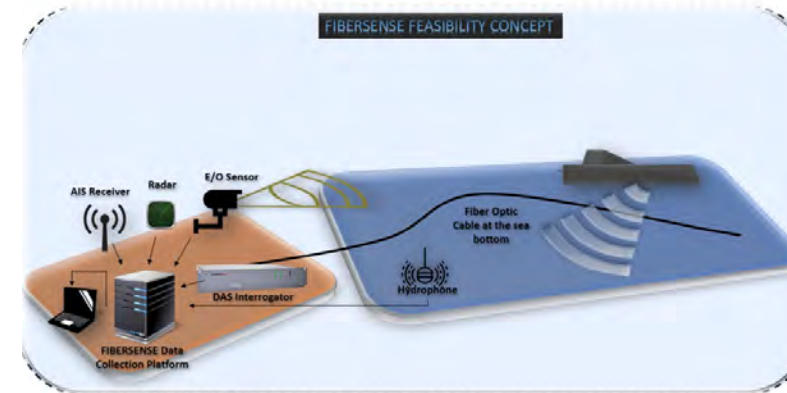 FIBERSENSE FEASIBILITY CONCEPT
E/O Sensor
Radar
AIS Receiver
Fiber Optic
Cable at the sea
bottom
Hydrophone
DAS Interrogator
FIBERSENSE Data
Collection Platform